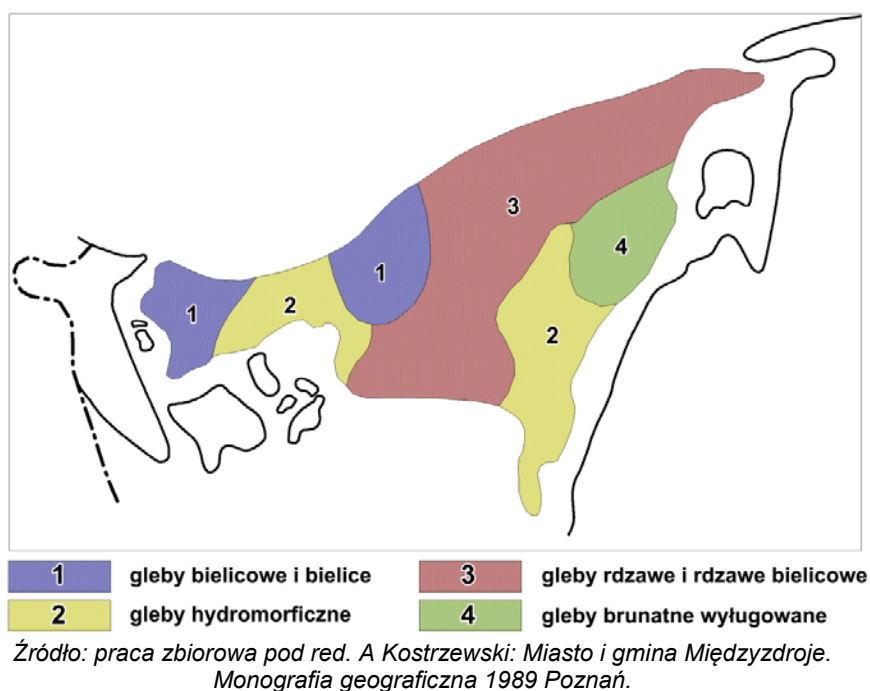 3
1
4
1
2
2
1 gleby bielicowe i bielice
3 gleby rdzawe i rdzawe bielicowe
2 gleby hydromorficzne
4 gleby brunatne wyługowane
Źródło: praca zbiorowa pod red. A Kostrzewski: Miasto i gmina Międzyzdroje.
Monografia geograficzna 1989 Poznań.